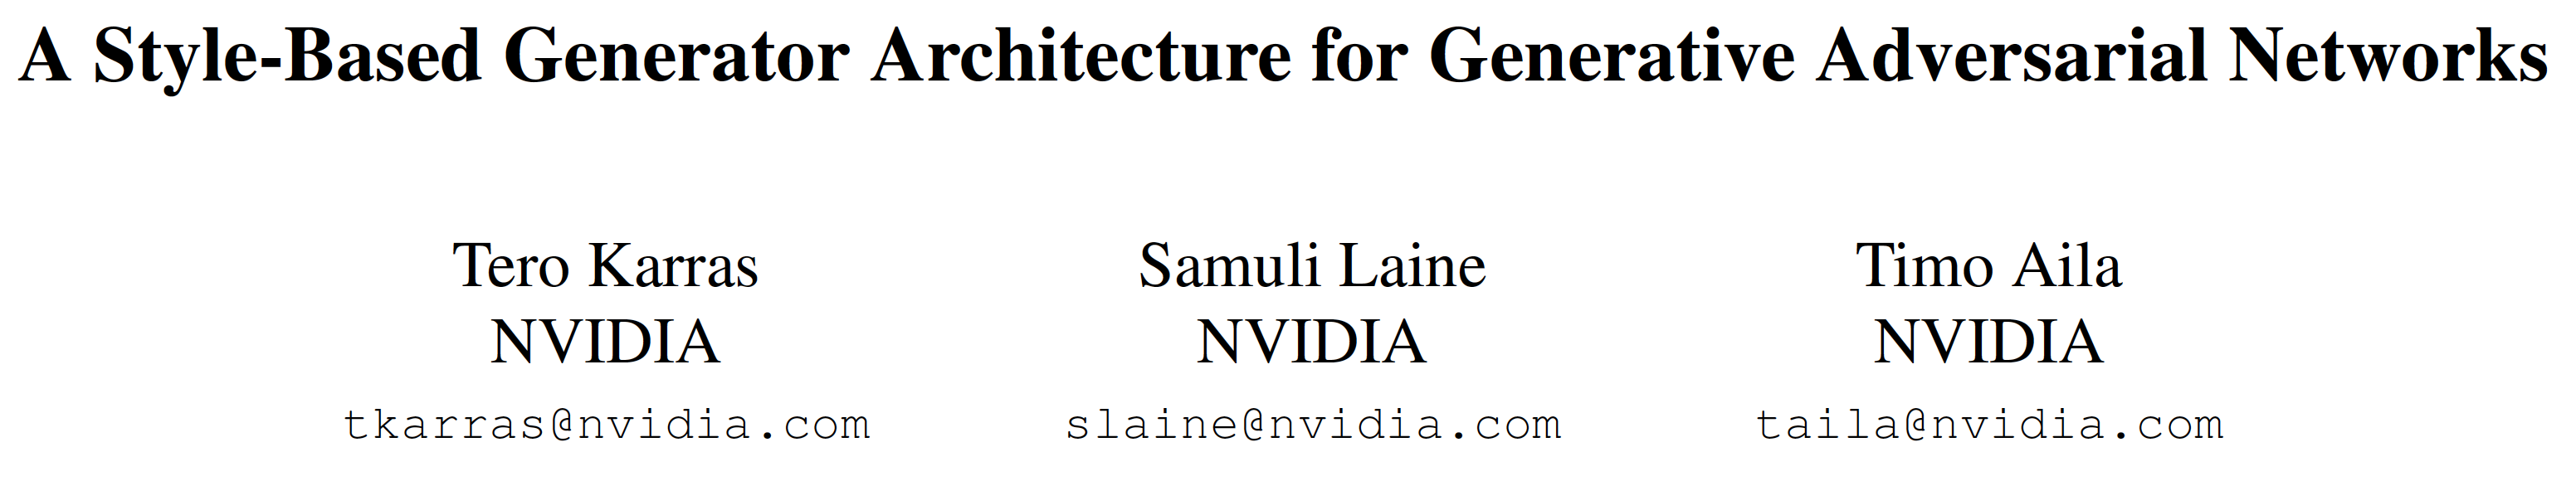 A Style-Based Generator Architecture for Generative Adversarial Networks
Tero Karras
NVIDIA
tkarras@nvidia.com
Samuli Laine
NVIDIA
slaine@nvidia.com
Timo Aila
NVIDIA
taila@nvidia.com